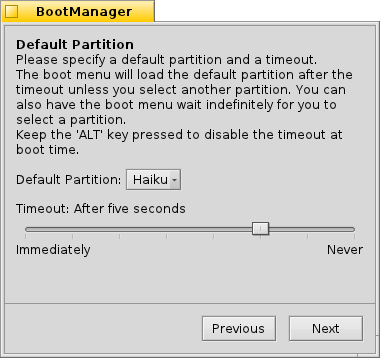 BootManager
Default Partition
Please specify a default partition and a timeout.
The boot menu will load the default partition after the
timeout unless you select another partition. You can
also have the boot menu wait indefinitely for you to
select a partition.
Keep the 'ALT' key pressed to disable the timeout at
boot time.
Default Partition: Haiku
Timeout: After five seconds
Immediately Never
Previous Next